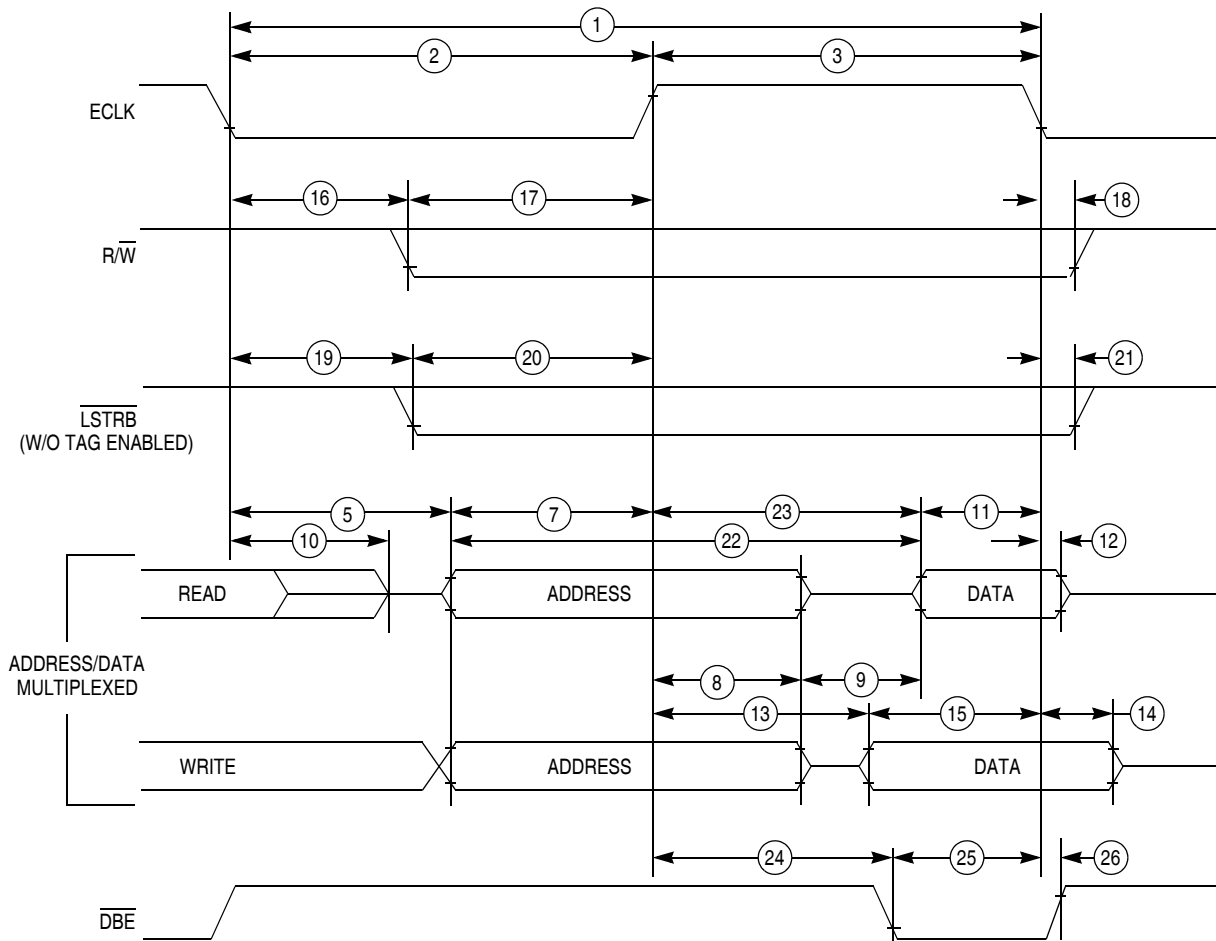 1
2
3
ECLK
16
17
18
R/W
19
20
21
LSTRB
(W/O TAG ENABLED)
5
7
23
11
10
22
12
READ
ADDRESS
DATA
ADDRESS/DATA
MULTIPLEXED
8
9
13
15
14
WRITE
ADDRESS
DATA
24
25
26
DBE